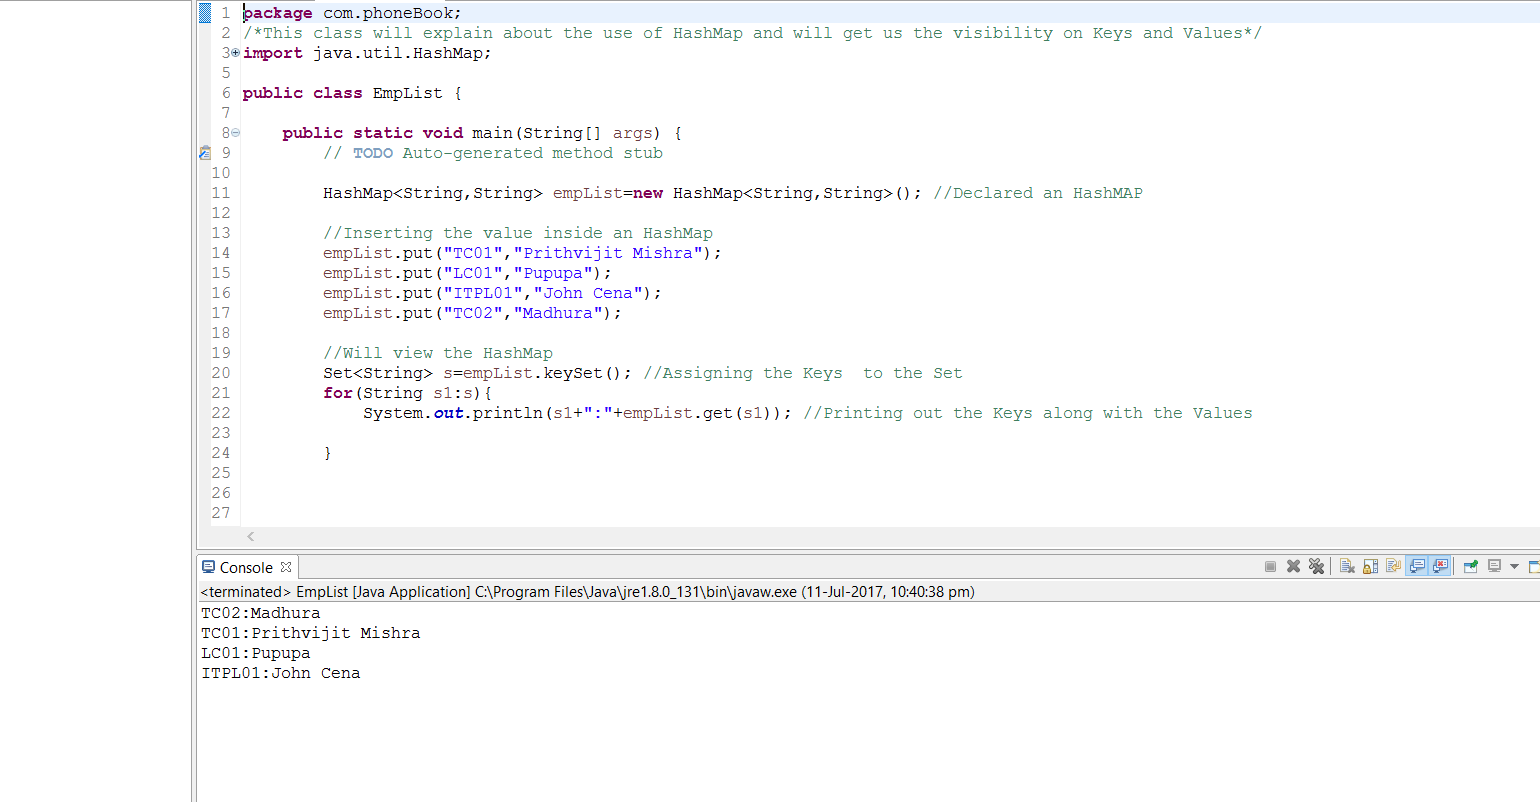 1 package com.phoneBook;
2 /*This class will explain about the use of HashMap and will get us the visibility on Keys and Values*/
3 import java.util.HashMap;
5
6 public class EmpList {
7
8     public static void main(String[] args) {
9         // TODO Auto-generated method stub
10
11         HashMap<String,String> empList=new HashMap<String,String>(); //Declared an HashMAP
12
13         //Inserting the value inside an HashMap
14         empList.put("TC01","Prithvijit Mishra");
15         empList.put("LC01","Pupupa");
16         empList.put("ITPL01","John Cena");
17         empList.put("TC02","Madhura");
18
19         //Will view the HashMap
20         Set<String> s=empList.keySet(); //Assigning the Keys  to the Set
21         for(String s1:s){
22             System.out.println(s1+":"+empList.get(s1)); //Printing out the Keys along with the Values
23
24         }
25
26
27
Console
<terminated> EmpList [Java Application] C:\Program Files\Java\jre1.8.0_131\bin\javaw.exe (11-Jul-2017, 10:40:38 pm)
TC02:Madhura
TC01:Prithvijit Mishra
LC01:Pupupa
ITPL01:John Cena